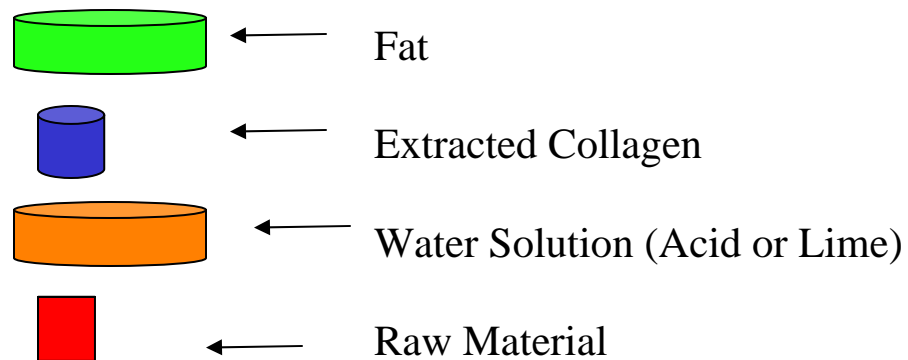 Fat
Extracted Collagen
Water Solution (Acid or Lime)
Raw Material